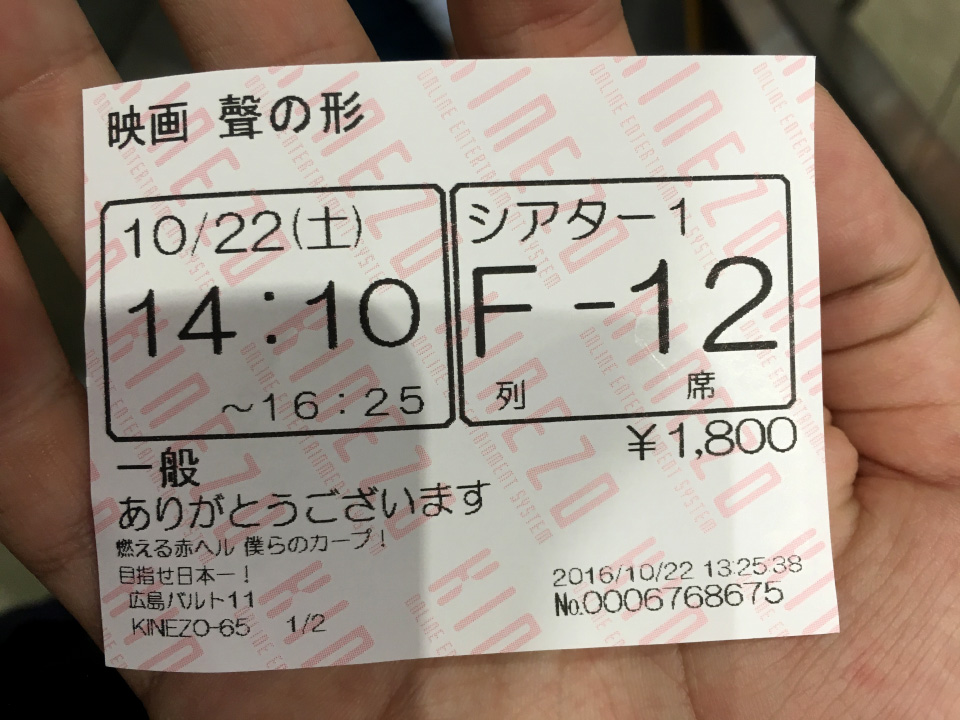 映画 聲の形
10/22(土)
14:10
~16:25
シアター1
F-12
列 席
¥1,800
一般
ありがとうございます
燃える赤ヘル 僕らのカープ!
目指せ日本一!
広島バルト11
KINEZO-65 1/2
2016/10/22 13:25:38
No.0006768675
KINEZO
ONLINE ENTERTAINMENT SYSTEM